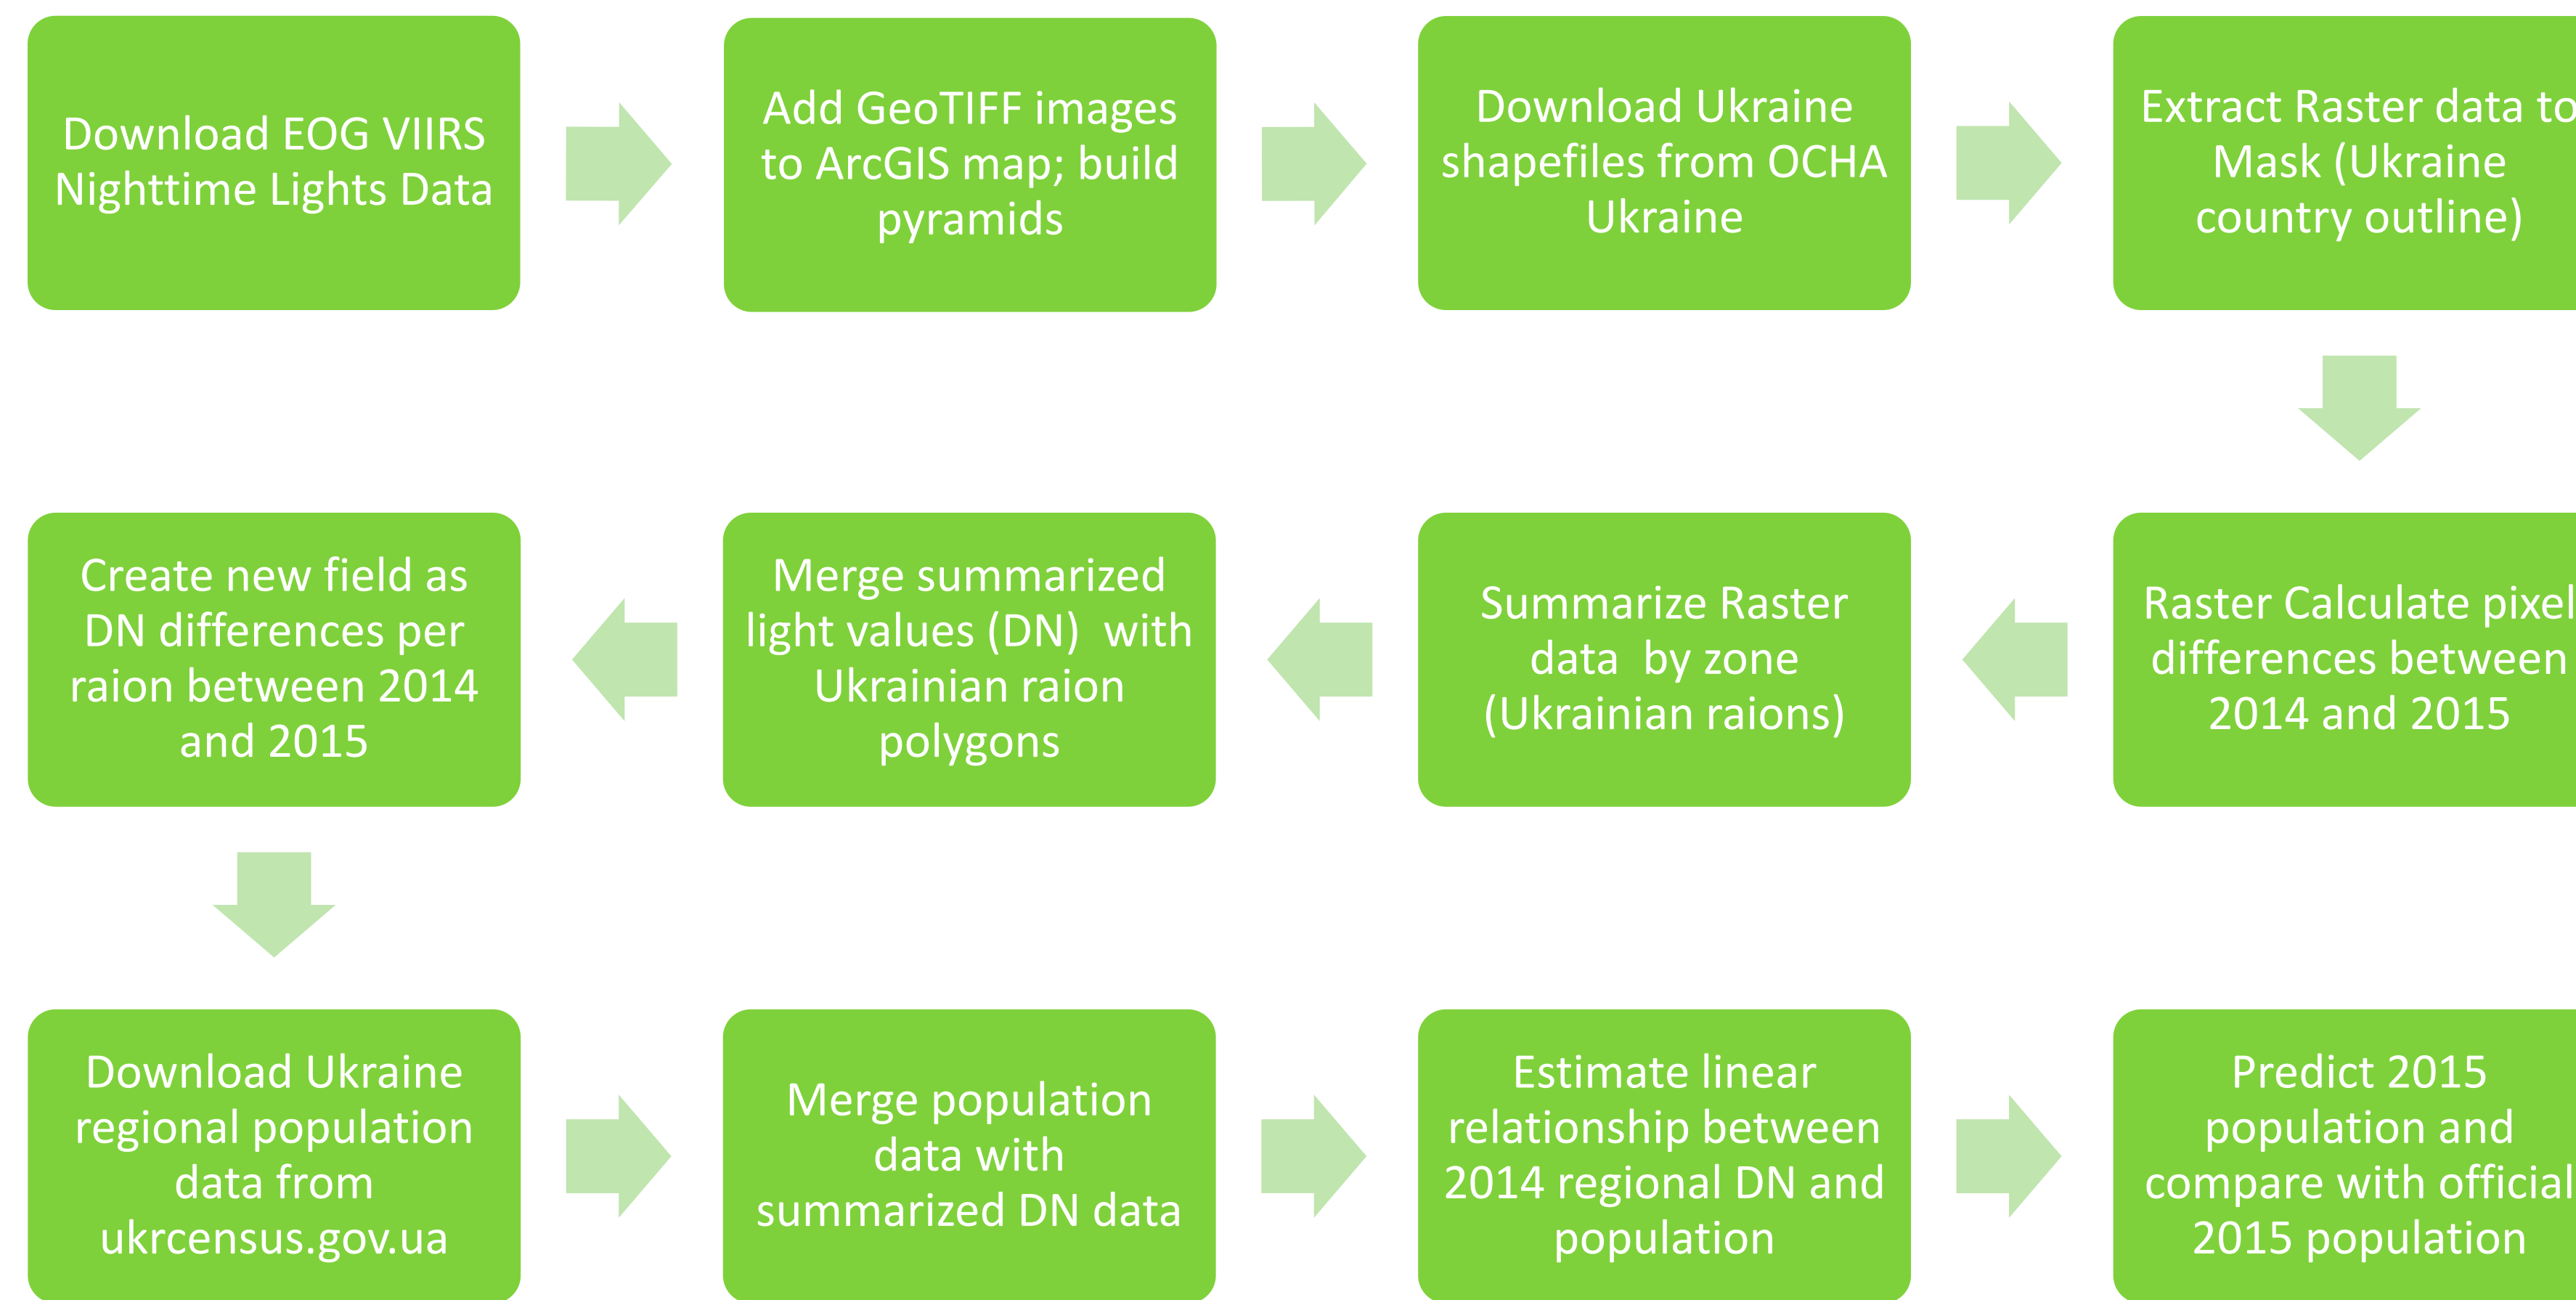 Download EOG VIIRS
Nighttime Lights Data
Add GeoTIFF images
to ArcGIS map; build
pyramids
Download Ukraine
shapefiles from OCHA
Ukraine
Extract Raster data to
Mask (Ukraine
country outline)
Raster Calculate pixel
differences between
2014 and 2015
Summarize Raster
data by zone
(Ukrainian raions)
Merge summarized
light values (DN) with
Ukrainian raion
polygons
Create new field as
DN differences per
raion between 2014
and 2015
Download Ukraine
regional population
data from
ukrcensus.gov.ua
Merge population
data with
summarized DN data
Estimate linear
relationship between
2014 regional DN and
population
Predict 2015
population and
compare with official
2015 population